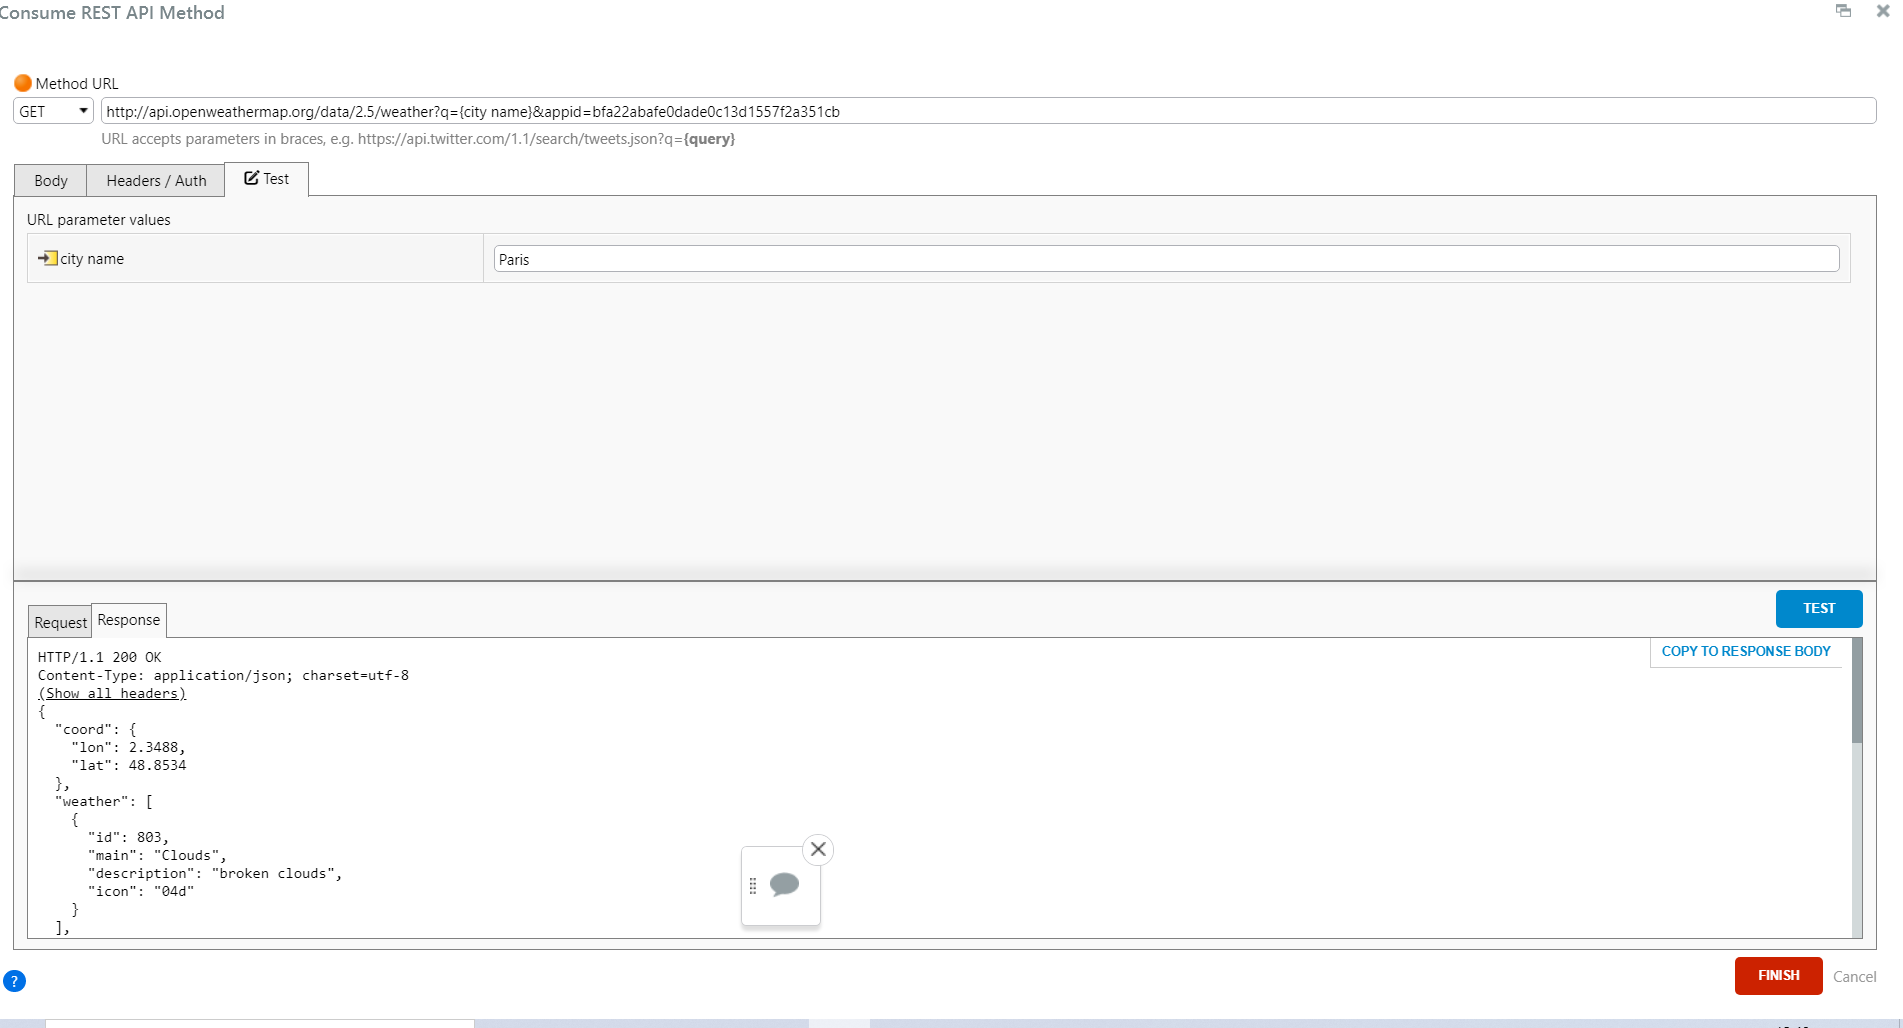 Consume REST API Method
Method URL
GET http://api.openweathermap.org/data/2.5/weather?q={city name}&appid=bfa22abafe0dade0c13d1557f2a351cb
URL accepts parameters in braces, e.g. https://api.twitter.com/1.1/search/tweets.json?q={query}
Body Headers / Auth Test
URL parameter values
city name Paris
TEST
Request Response
COPY TO RESPONSE BODY
HTTP/1.1 200 OK
Content-Type: application/json; charset=utf-8
(Show all headers)
{
"coord": {
"lon": 2.3488,
"lat": 48.8534
},
"weather": [
{
"id": 803,
"main": "Clouds",
"description": "broken clouds",
"icon": "04d"
}
],
?
FINISH Cancel